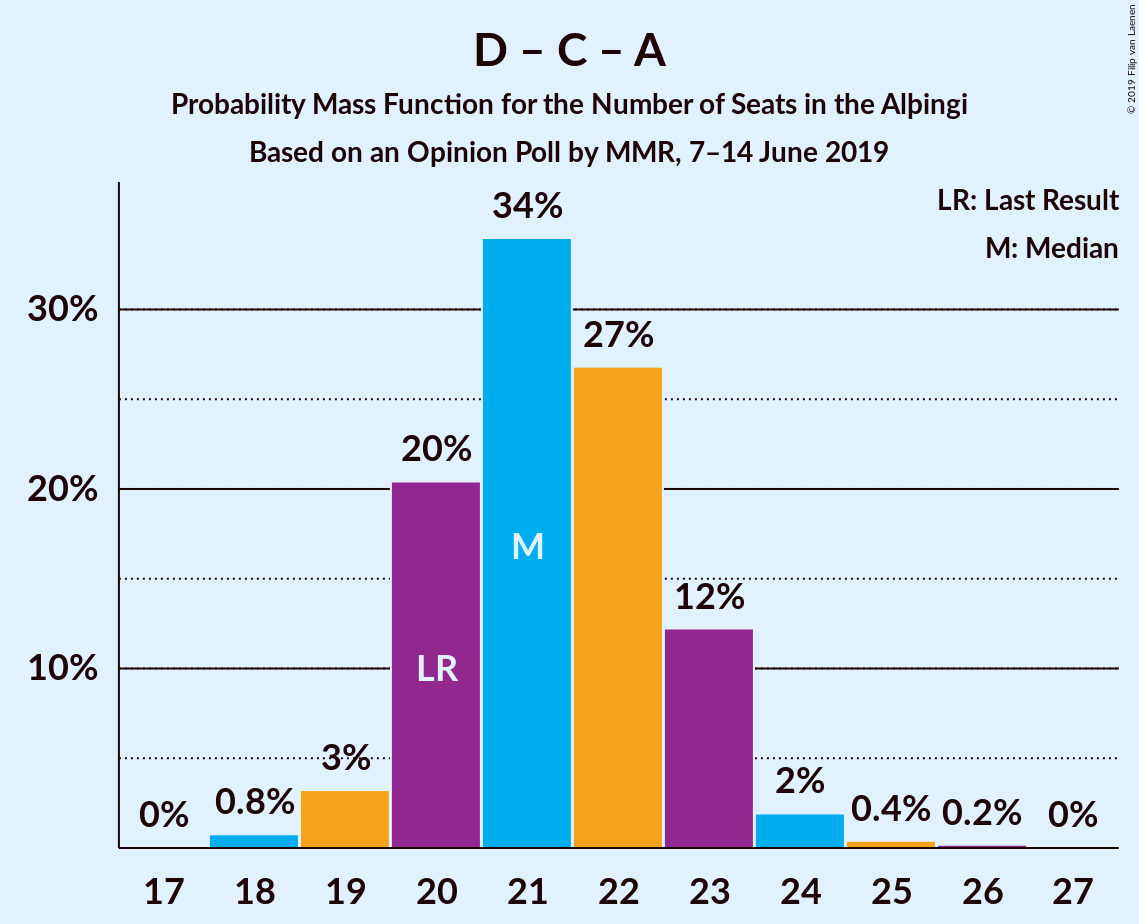 D – C – A
Probability Mass Function for the Number of Seats in the Alþingi
Based on an Opinion Poll by MMR, 7–14 June 2019
© 2019 Filip van Laenen
LR: Last Result
M: Median
34%
30%
27%
20%
20%
M
12%
LR
10%
3%
2%
0%
0.8%
0.4%
0.2%
0%
17 18 19 20 21 22 23 24 25 26 27